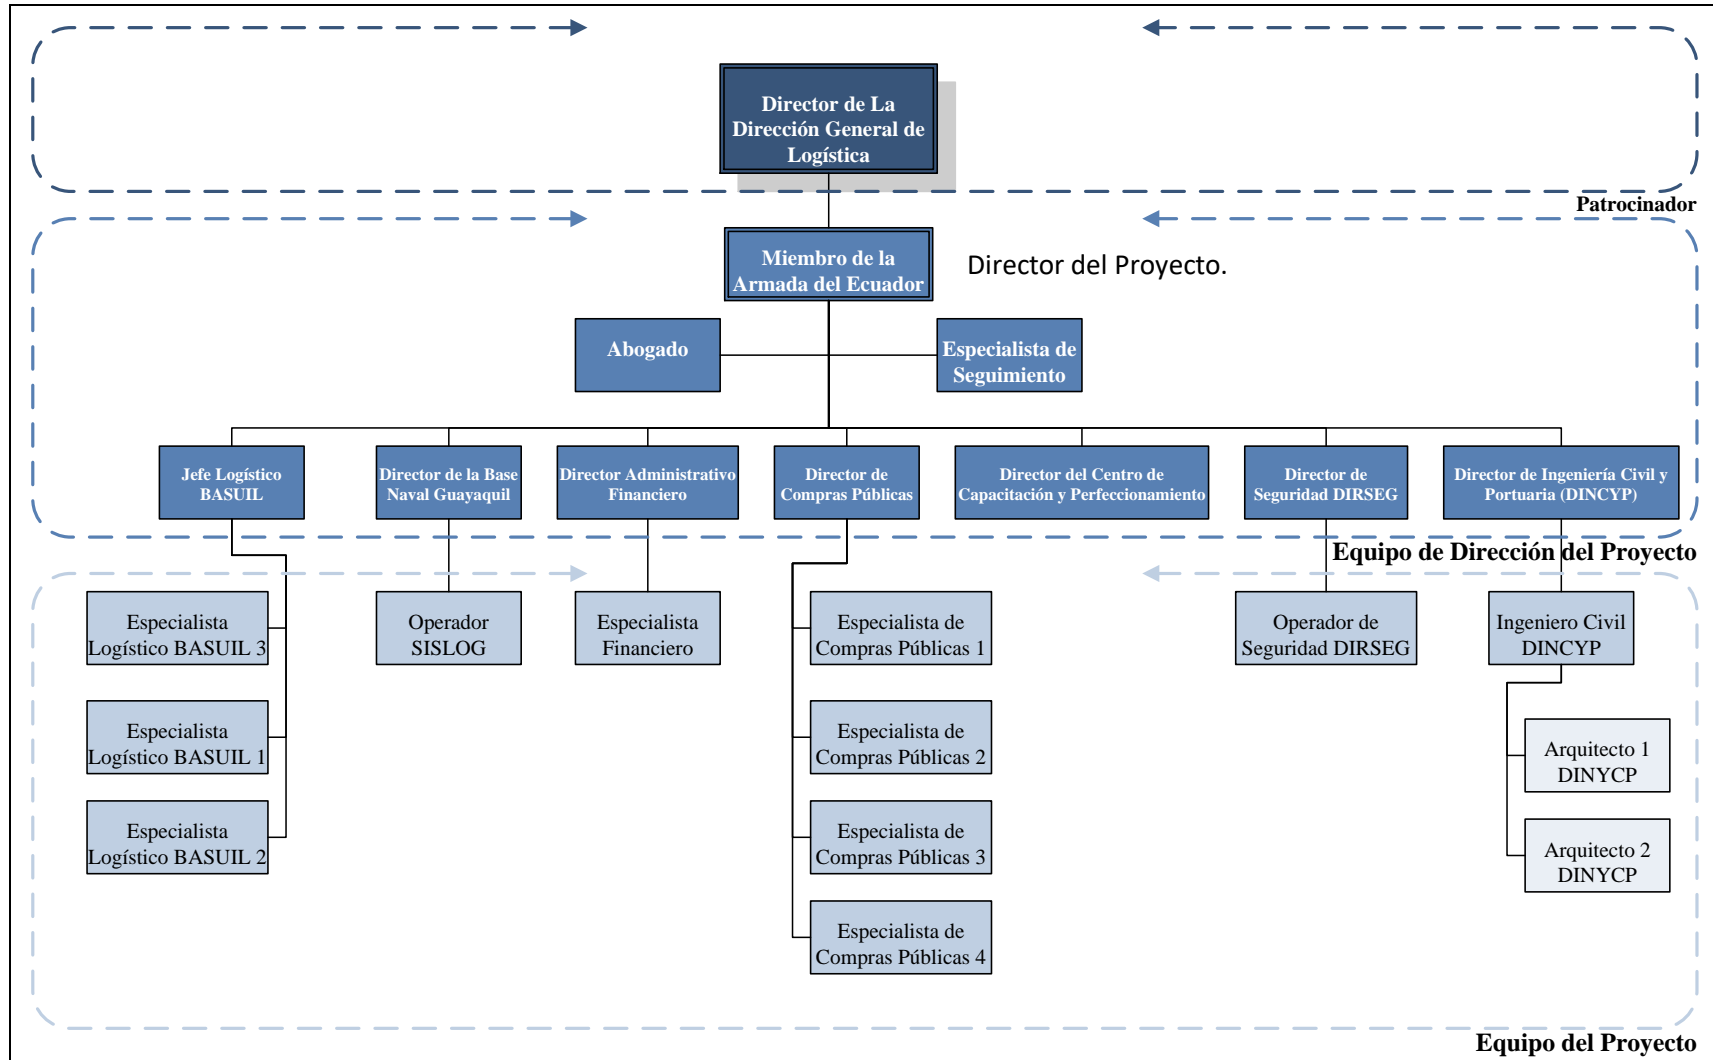 Director de La
Dirección General de
Logística
Patrocinador
Miembro de la
Armada del Ecuador
Director del Proyecto.
Abogado
Especialista de
Seguimiento
Jefe Logístico
BASUIL
Director de la Base
Naval Guayaquil
Director Administrativo
Financiero
Director de
Compras Públicas
Director del Centro de
Capacitación y Perfeccionamiento
Director de
Seguridad DIRSEG
Director de Ingeniería Civil y
Portuaria (DINCYP)
Equipo de Dirección del Proyecto
Especialista
Logístico BASUIL 3
Operador
SISLOG
Especialista
Financiero
Especialista de
Compras Públicas 1
Operador de
Seguridad DIRSEG
Ingeniero Civil
DINCYP
Especialista
Logístico BASUIL 1
Especialista de
Compras Públicas 2
Arquitecto 1
DINYCP
Especialista
Logístico BASUIL 2
Especialista de
Compras Públicas 3
Arquitecto 2
DINYCP
Especialista de
Compras Públicas 4
Equipo del Proyecto